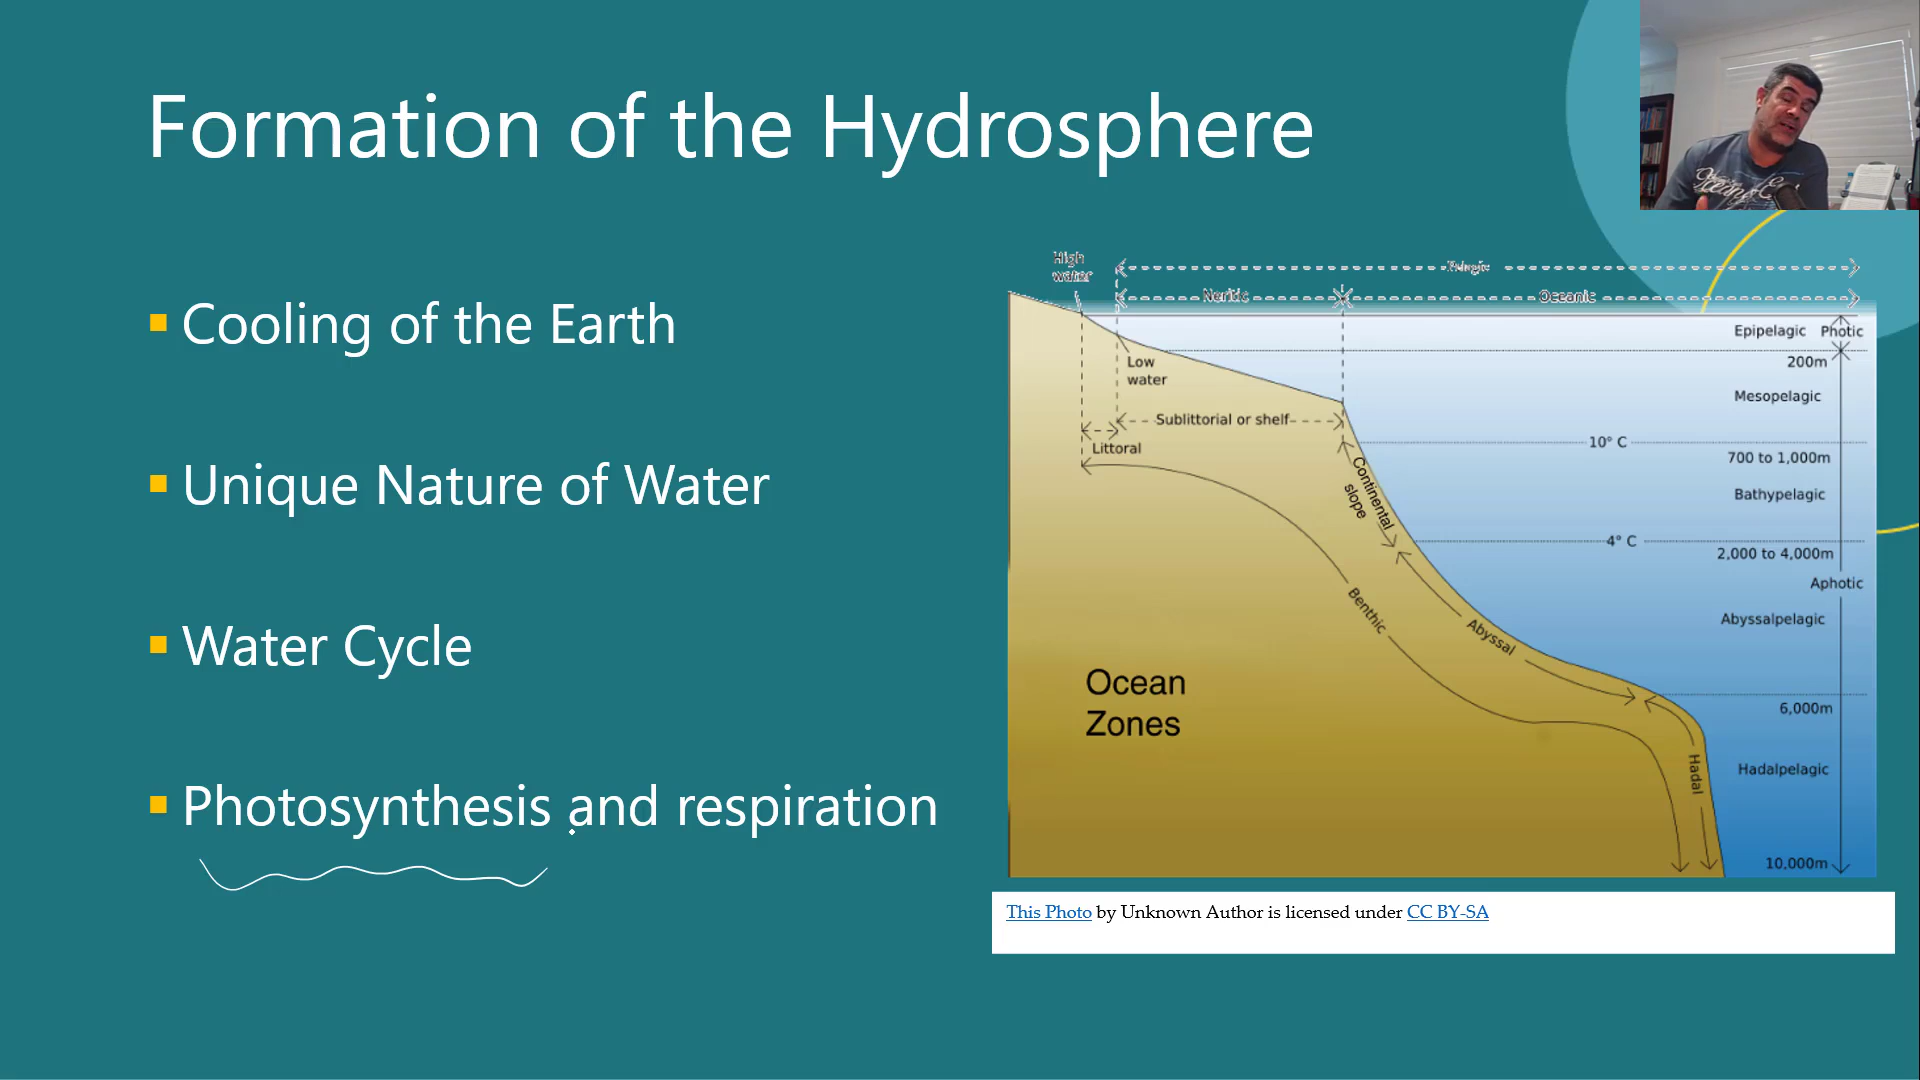 Formation of the Hydrosphere
Cooling of the Earth
Unique Nature of Water
Water Cycle
Photosynthesis and respiration
High
water
Pelagic
Neritic
Oceanic
Epipelagic
Photic
Low
water
200m
Mesopelagic
Sublittorial or shelf
10° C
Littoral
700 to 1,000m
Continental
slope
Bathypelagic
4° C
2,000 to 4,000m
Aphotic
Benthic
Abyssal
Abyssalpelagic
Ocean
Zones
6,000m
Hadal
Hadalpelagic
10,000m
This Photo by Unknown Author is licensed under CC BY-SA